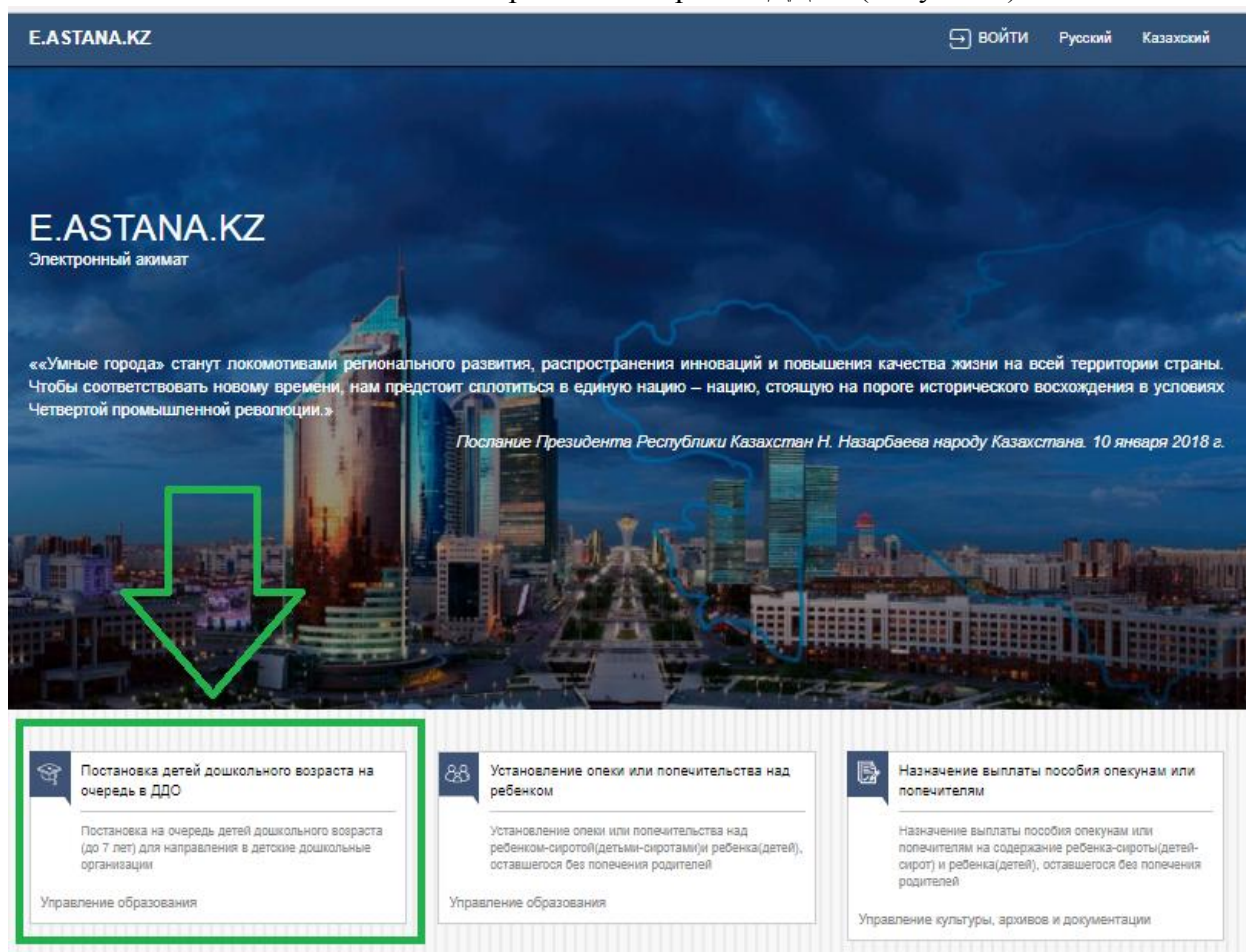 E.ASTANA.KZ
ВОЙТИ Русский Казахский
E.ASTANA.KZ
Электронный акимат
««Умные города» станут локомотивами регионального развития, распространения инноваций и повышения качества жизни на всей территории страны.
Чтобы соответствовать новому времени, нам предстоит сплотиться в единую нацию – нацию, стоящую на пороге исторического восхождения в условиях
Четвертой промышленной революции.»
Послание Президента Республики Казахстан Н. Назарбаева народу Казахстана. 10 января 2018 г.
Постановка детей дошкольного возраста на
очередь в ДДО
Постановка на очередь детей дошкольного возраста
(до 7 лет) для направления в детские дошкольные
организации
Управление образования
Установление опеки или попечительства над
ребенком
Установление опеки или попечительства над
ребенком-сиротой(детьми-сиротами)и ребенка(детей),
оставшегося без попечения родителей
Управление образования
Назначение выплаты пособия опекунам или
попечителям
Назначение выплаты пособия опекунам или
попечителям на содержание ребенка-сироты(детей-
сирот) и ребенка(детей), оставшегося без попечения
родителей
Управление культуры, архивов и документации